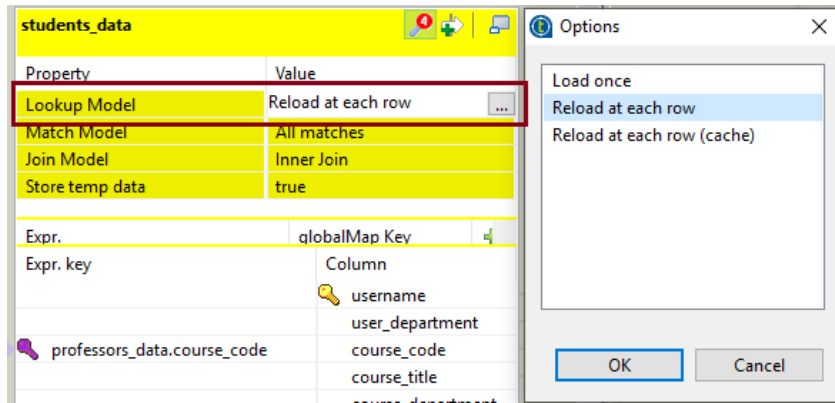 students_data
4
Property Value
Lookup Model Reload at each row ...
Match Model All matches
Join Model Inner Join
Store temp data true
Expr. globalMap Key
Expr. key Column
username
user_department
professors_data.course_code course_code
course_title
course_department
t Options
Load once
Reload at each row
Reload at each row (cache)
OK Cancel